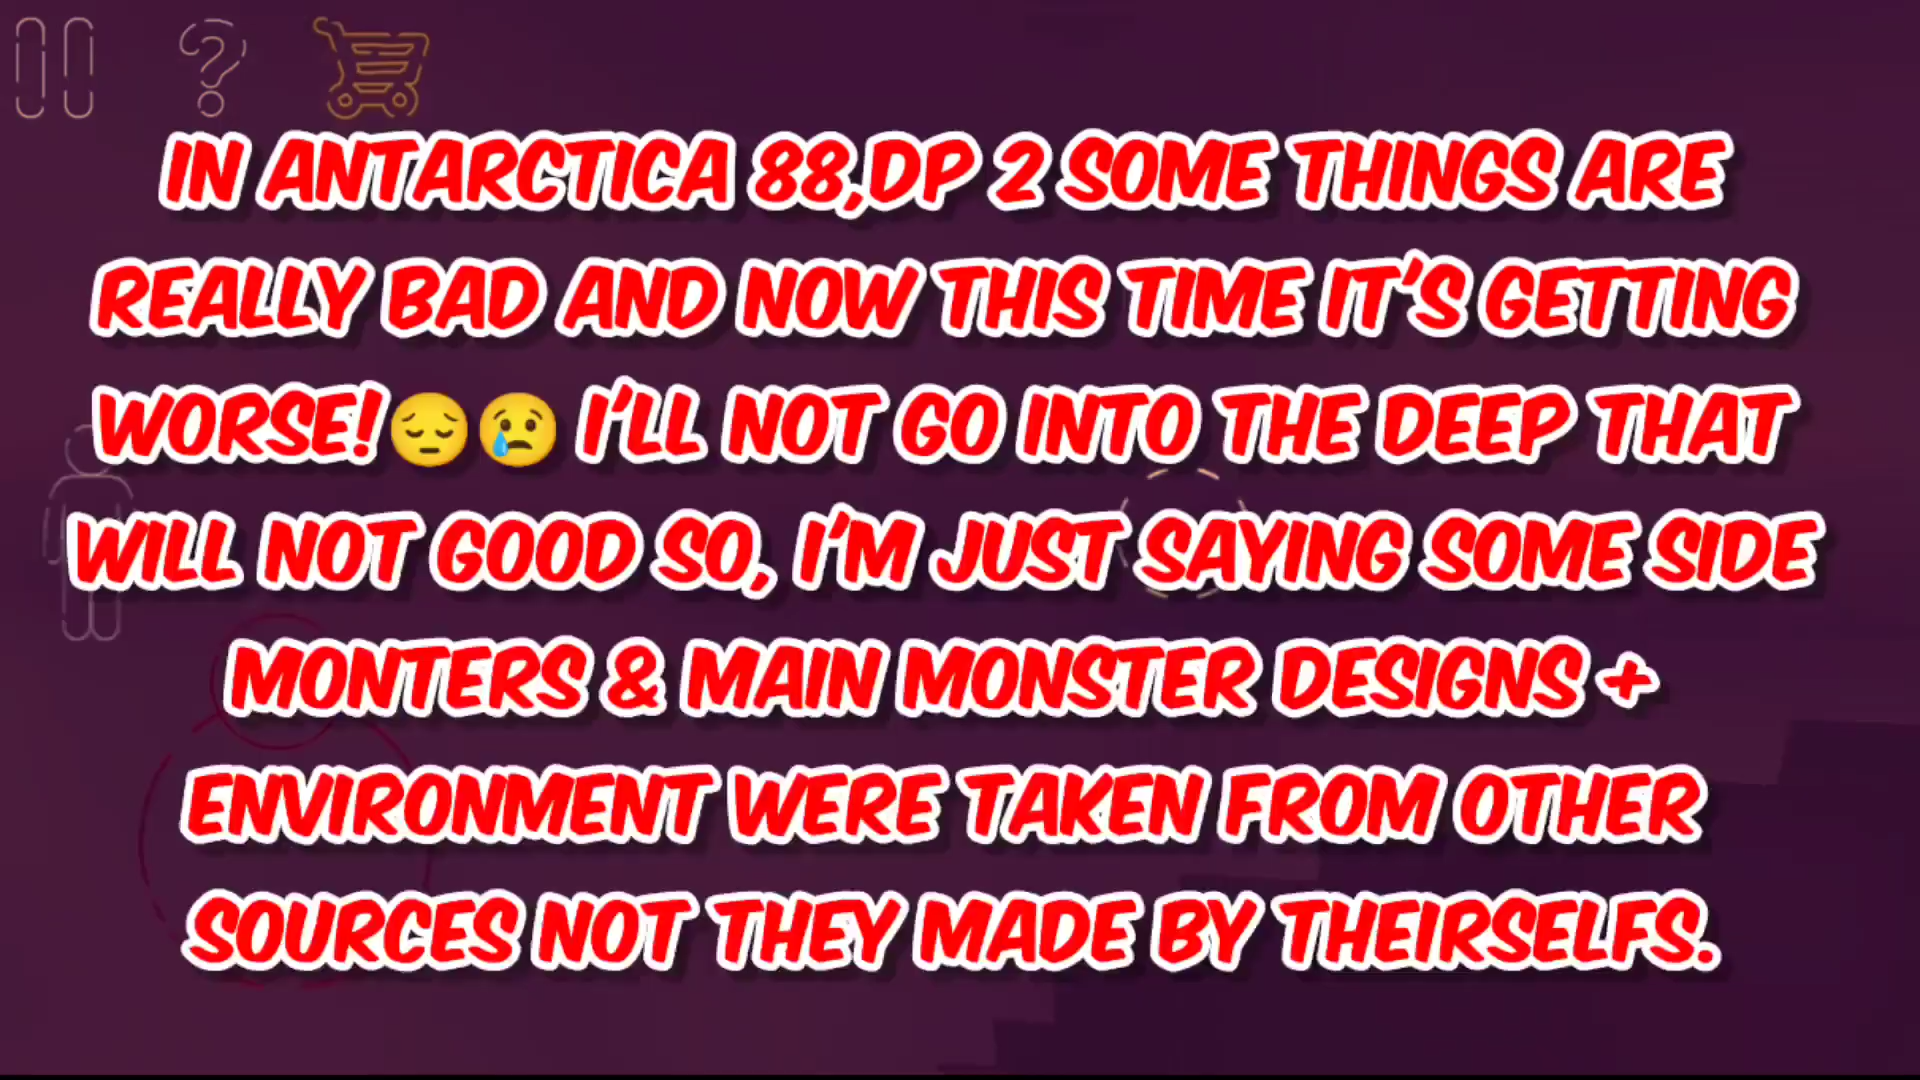 IN ANTARCTICA 88,DP 2 SOME THINGS ARE
REALLY BAD AND NOW THIS TIME IT'S GETTING
WORSE!😔😢 I'LL NOT GO INTO THE DEEP THAT
WILL NOT GOOD SO, I'M JUST SAYING SOME SIDE
MONTERS & MAIN MONSTER DESIGNS +
ENVIRONMENT WERE TAKEN FROM OTHER
SOURCES NOT THEY MADE BY THEIRSELFS.